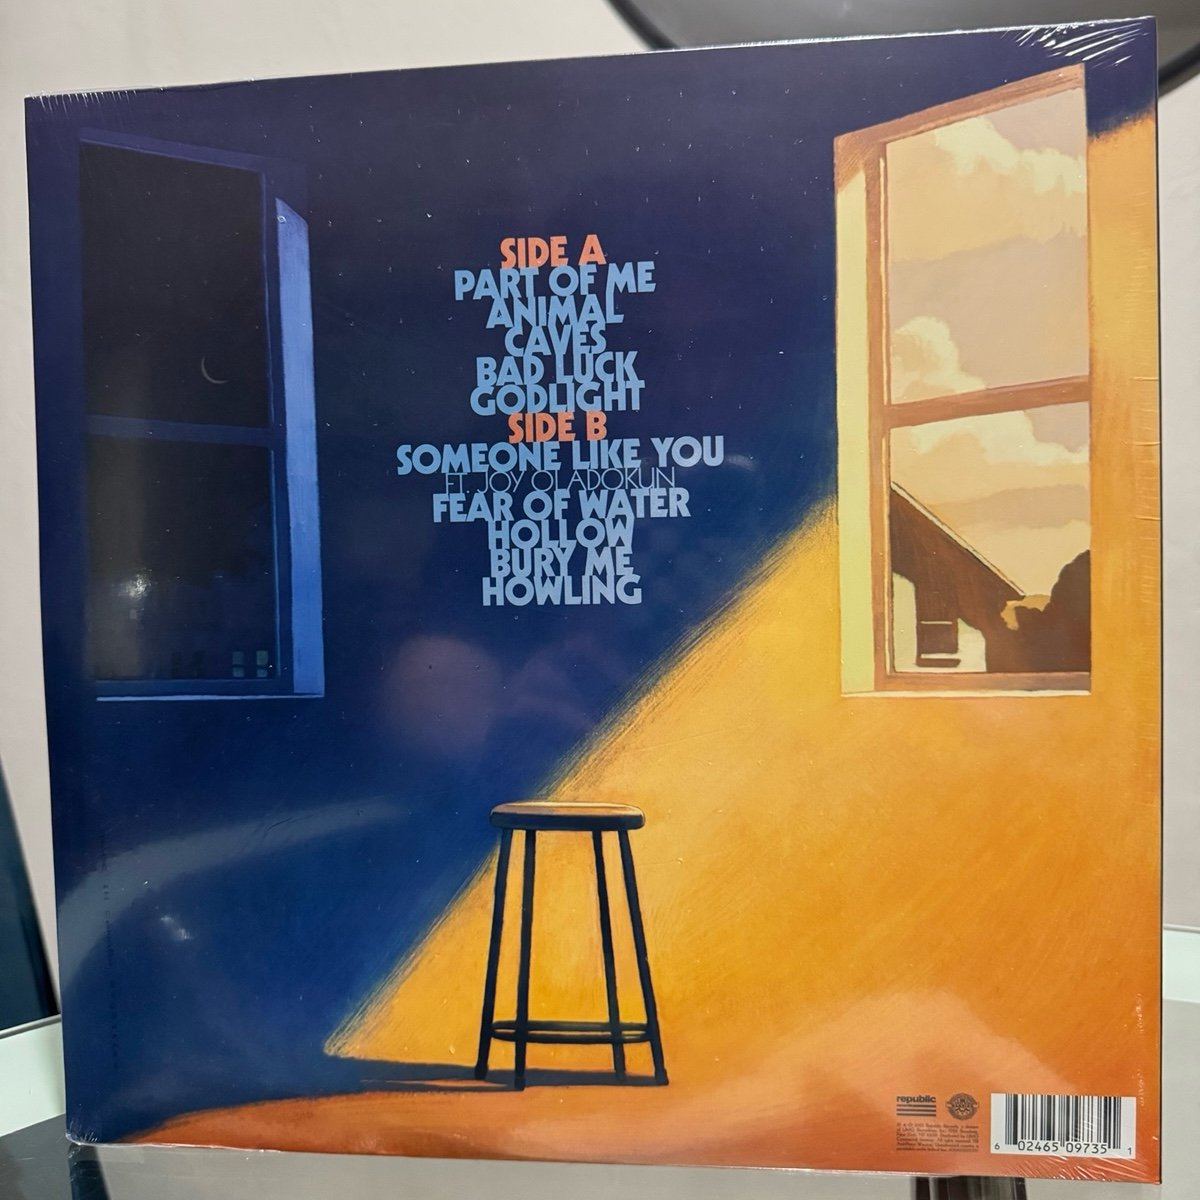 SIDE A
PART OF ME
ANIMAL
CAVES
BAD LUCK
GODLIGHT
SIDE B
SOMEONE LIKE YOU
FT. JOY OLADOKUN
FEAR OF WATER
HOLLOW
BURY ME
HOWLING
republic
6 02465 09735 1